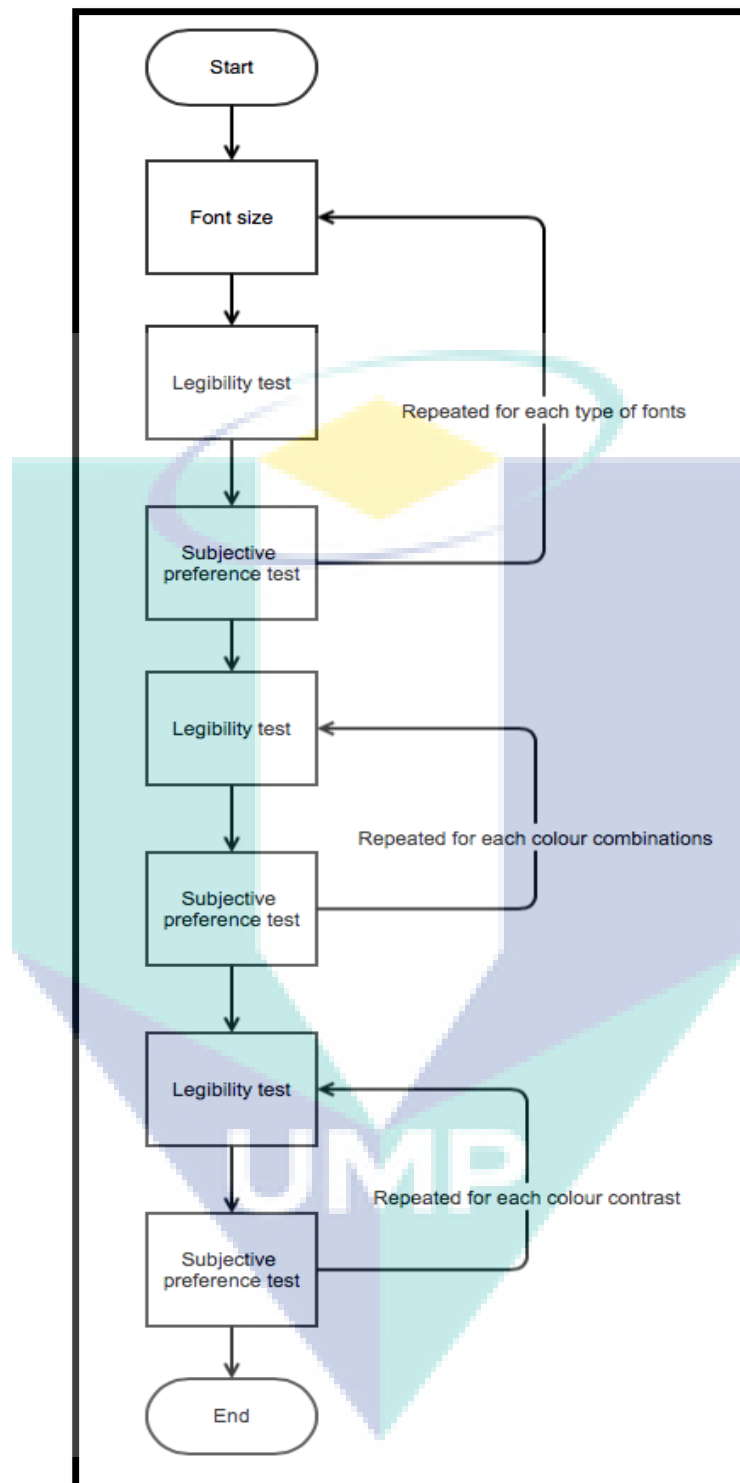 Start
Font size
Legibility test
Repeated for each type of fonts
Subjective
preference test
Legibility test
Repeated for each colour combinations
Subjective
preference test
Legibility test
UMP
Repeated for each colour contrast
Subjective
preference test
End